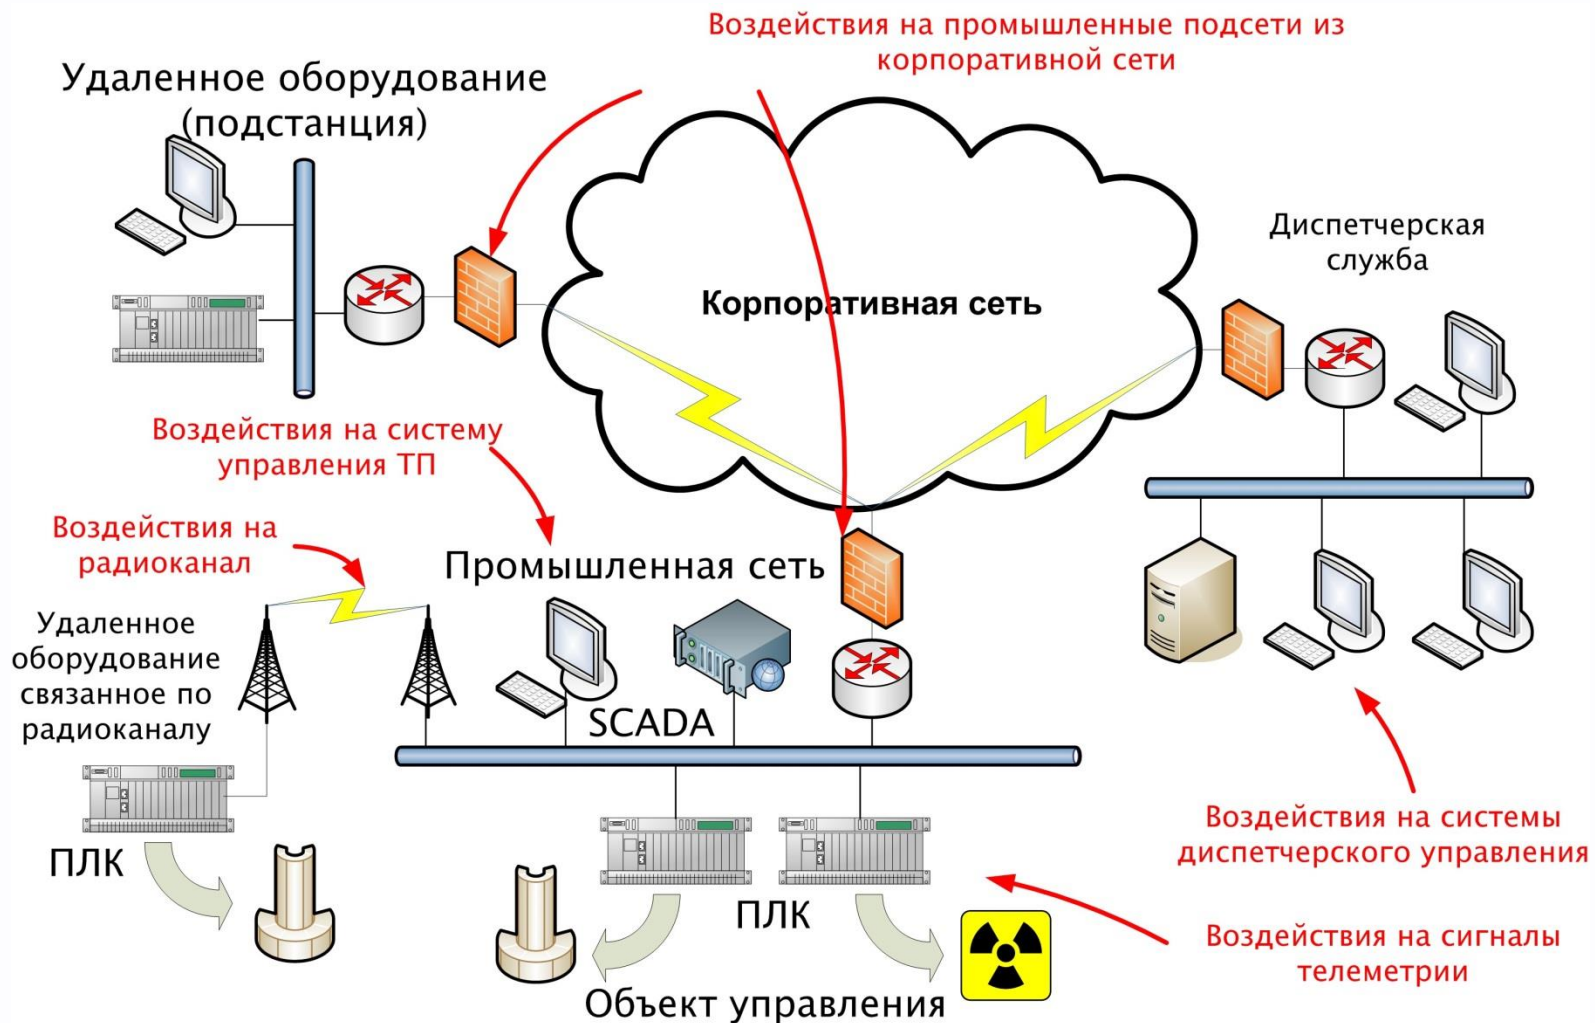 Воздействия на промышленные подсети из
корпоративной сети
Удаленное оборудование
(подстанция)
Диспетчерская
служба
Корпоративная сеть
Воздействия на систему
управления ТП
Воздействия на
радиоканал
Промышленная сеть
Удаленное
оборудование
связанное по
радиоканалу
SCADA
ПЛК
ПЛК
Воздействия на системы
диспетчерского управления
Воздействия на сигналы
телеметрии
Объект управления